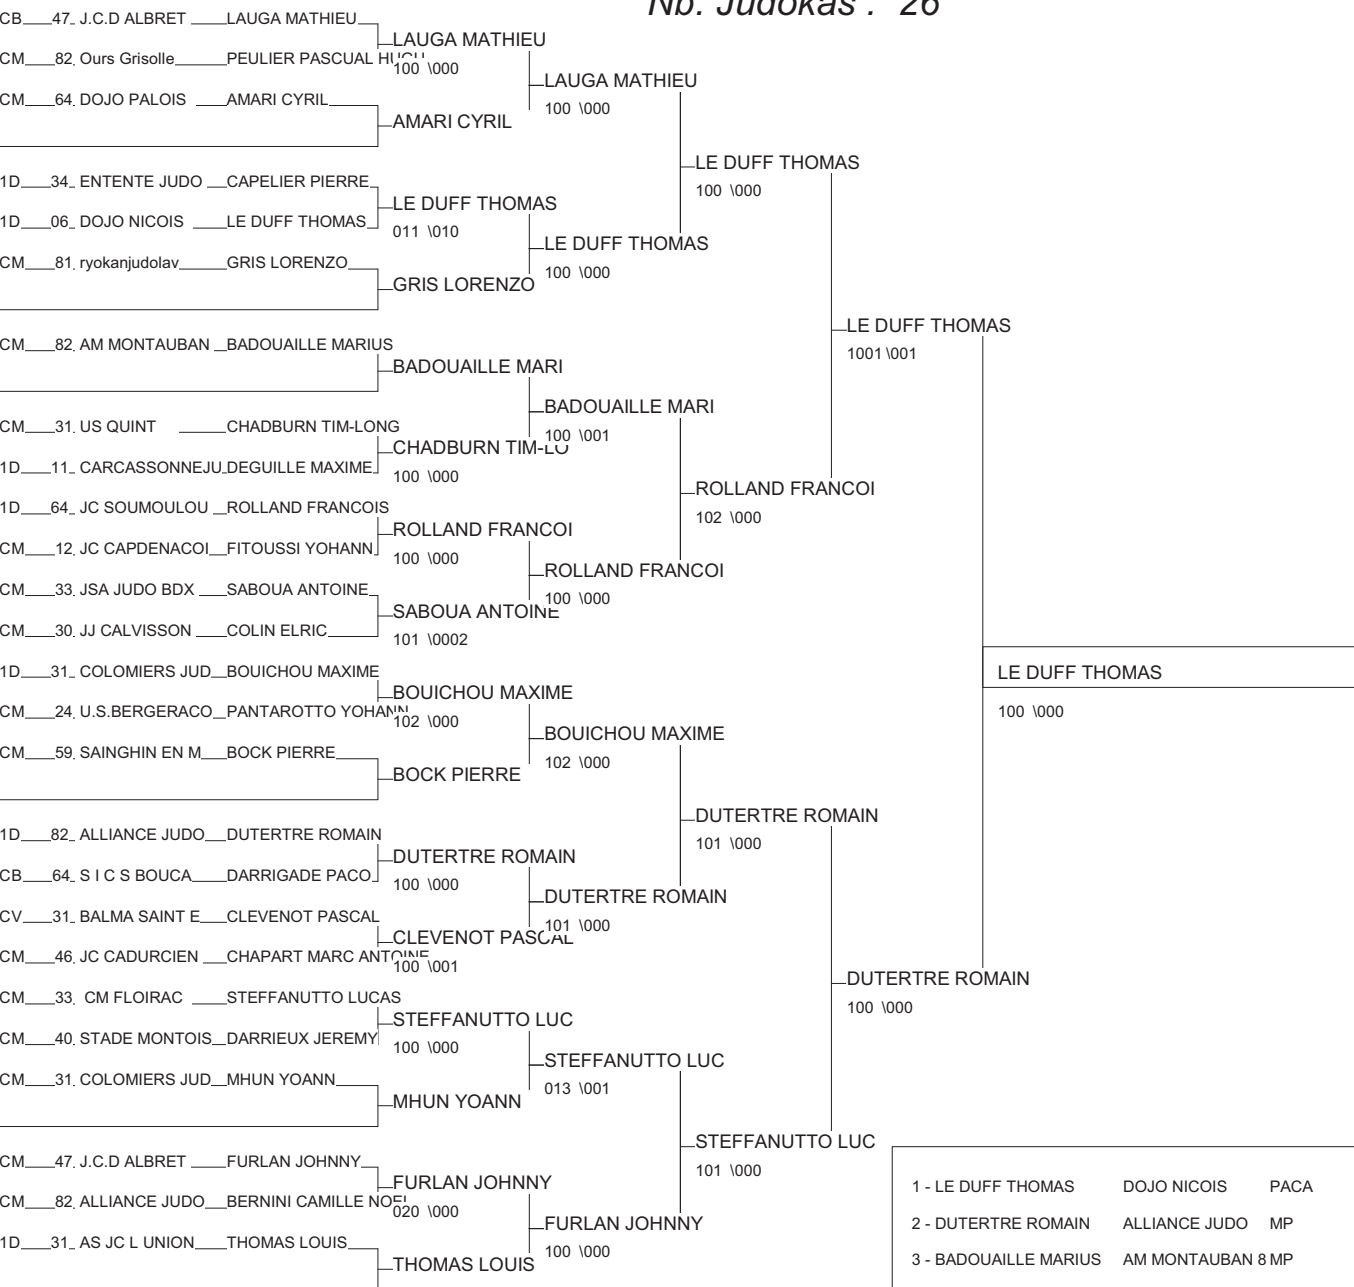 Nb. Judokas : 26
CB 47 J.C.D ALBRET LAUGA MATHIEU
LAUGA MATHIEU
CM 82 Ours Grisolle PEULIER PASCUAL HUGU
100 \000
LAUGA MATHIEU
CM 64 DOJO PALOIS AMARI CYRIL
100 \000
AMARI CYRIL
LE DUFF THOMAS
1D 34 ENTENTE JUDO CAPELIER PIERRE
100 \000
LE DUFF THOMAS
1D 06 DOJO NICOIS LE DUFF THOMAS
011 \010
LE DUFF THOMAS
CM 81 ryokanjudolav GRIS LORENZO
100 \000
GRIS LORENZO
LE DUFF THOMAS
CM 82 AM MONTAUBAN BADOUAILLE MARIUS
1001 \001
BADOUAILLE MARI
BADOUAILLE MARI
CM 31 US QUINT CHADBURN TIM-LONG
100 \001
CHADBURN TIM-LO
1D 11 CARCASSONNEJU DEGUILLE MAXIME
100 \000
ROLLAND FRANCOI
1D 64 JC SOUMOULOU ROLLAND FRANCOIS
102 \000
ROLLAND FRANCOI
CM 12 JC CAPDENACOI FITOUSSI YOHANN
100 \000
ROLLAND FRANCOI
CM 33 JSA JUDO BDX SABOUA ANTOINE
100 \000
SABOUA ANTOINE
CM 30 JJ CALVISSON COLIN ELRIC
101 \0002
1D 31 COLOMIERS JUD BOUICHOU MAXIME
LE DUFF THOMAS
BOUICHOU MAXIME
CM 24 U.S.BERGERACO PANTAROTTO YOHANN
100 \000
102 \000
BOUICHOU MAXIME
CM 59 SAINGHIN EN M BOCK PIERRE
102 \000
BOCK PIERRE
DUTERTRE ROMAIN
1D 82 ALLIANCE JUDO DUTERTRE ROMAIN
101 \000
DUTERTRE ROMAIN
CB 64 S I C S BOUCA DARRIGADE PACO
100 \000
DUTERTRE ROMAIN
CV 31 BALMA SAINT E CLEVENOT PASCAL
101 \000
CLEVENOT PASCAL
CM 46 JC CADURCIEN CHAPART MARC ANTOINE
100 \001
DUTERTRE ROMAIN
CM 33 CM FLOIRAC STEFFANUTTO LUCAS
100 \000
STEFFANUTTO LUC
CM 40 STADE MONTOIS DARRIEUX JEREMY
100 \000
STEFFANUTTO LUC
CM 31 COLOMIERS JUD MHUN YOANN
013 \001
MHUN YOANN
STEFFANUTTO LUC
CM 47 J.C.D ALBRET FURLAN JOHNNY
101 \000
FURLAN JOHNNY
1 - LE DUFF THOMAS DOJO NICOIS PACA
CM 82 ALLIANCE JUDO BERNINI CAMILLE NOEL
020 \000
FURLAN JOHNNY
2 - DUTERTRE ROMAIN ALLIANCE JUDO MP
1D 31 AS JC L UNION THOMAS LOUIS
100 \000
THOMAS LOUIS
3 - BADOUAILLE MARIUS AM MONTAUBAN 8 MP